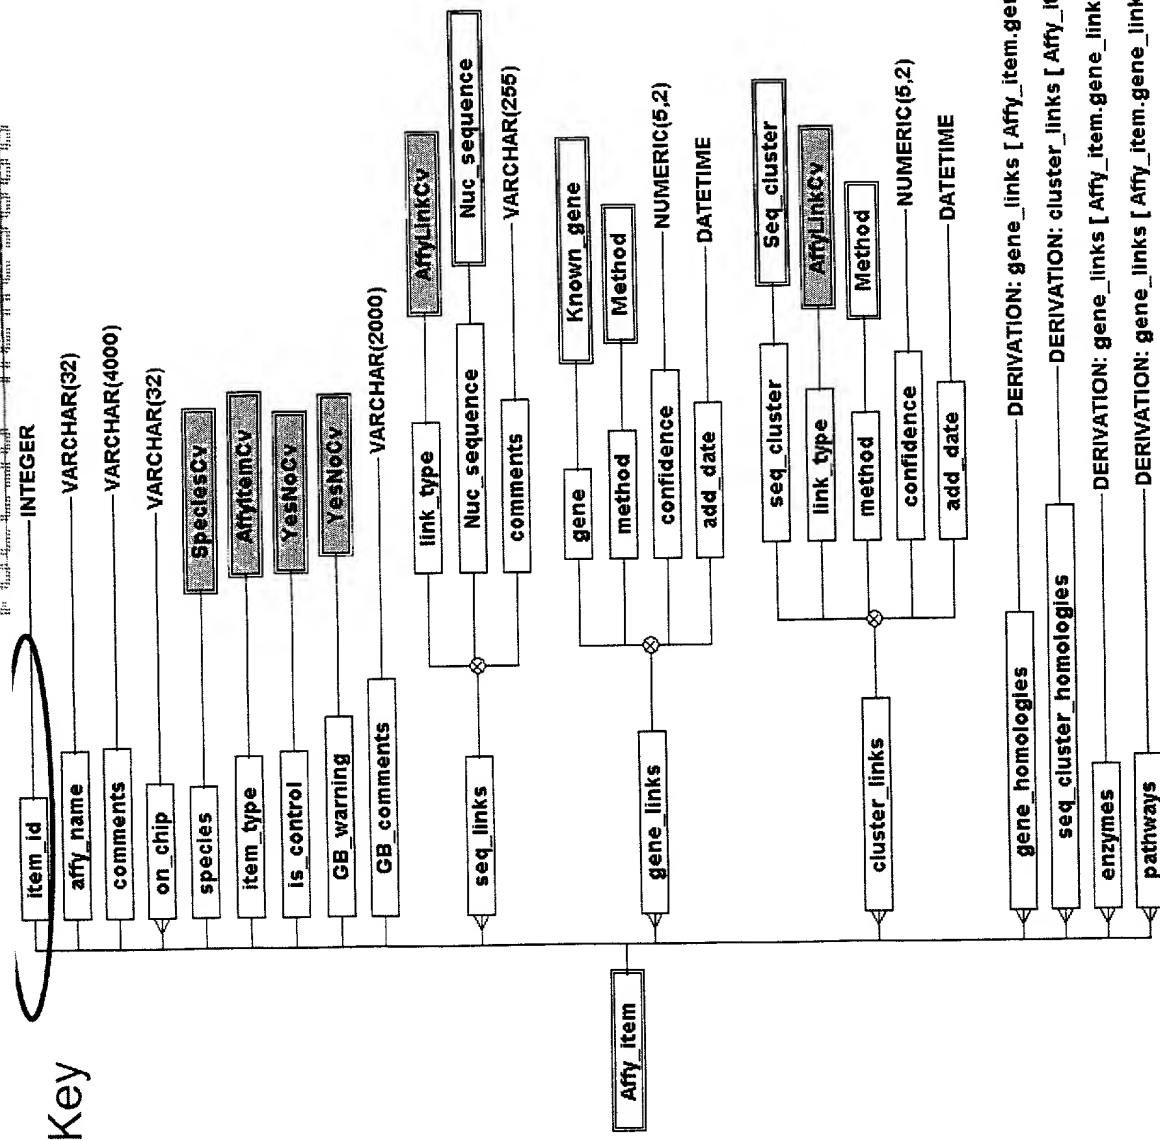 Key
item_id INTEGER
affy_name VARCHAR(32)
comments VARCHAR(4000)
on_chip VARCHAR(32)
species SpeciesCv
item_type AffyItemCv
is_control YesNoCv
GB_warning YesNoCv
GB_comments VARCHAR(2000)
seq_links
link_type AffyLinkCv
Nuc_sequence Nuc_sequence
comments VARCHAR(255)
gene_links
gene Known_gene
method Method
confidence NUMERIC(5,2)
add_date DATETIME
Affy_item
cluster_links
seq_cluster Seq_cluster
link_type AffyLinkCv
method Method
confidence NUMERIC(5,2)
add_date DATETIME
gene_homologies DERIVATION: gene_links [ Affy_item.gen
seq_cluster_homologies DERIVATION: cluster_links [ Affy_it
enzymes DERIVATION: gene_links [ Affy_item.gene_link
pathways DERIVATION: gene_links [ Affy_item.gene_link